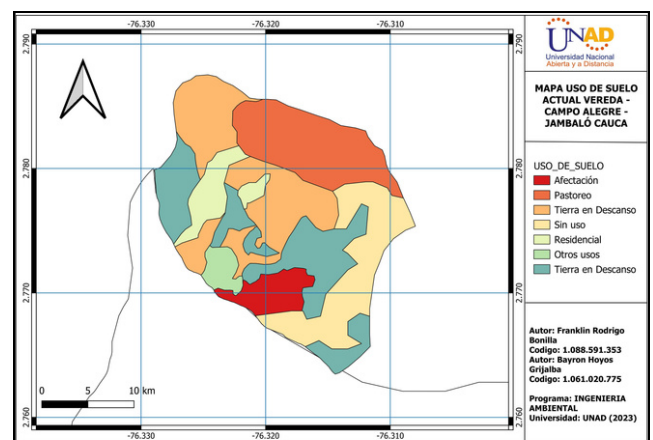 -76.330
-76.320
-76.310
2.790
2.790
2.780
2.780
2.770
2.770
2.760
2.760
0 5 10 km
-76.330
-76.320
-76.310
UNAD
Universidad Nacional
Abierta y a Distancia
MAPA USO DE SUELO
ACTUAL VEREDA -
CAMPO ALEGRE -
JAMBALÓ CAUCA
USO_DE_SUELO
Afectación
Pastoreo
Tierra en Descanso
Sin uso
Residencial
Otros usos
Tierra en Descanso
Autor: Franklin Rodrigo
Bonilla
Codigo: 1.088.591.353
Autor: Bayron Hoyos
Grijalba
Codigo: 1.061.020.775
Programa: INGENIERIA
AMBIENTAL
Universidad: UNAD (2023)